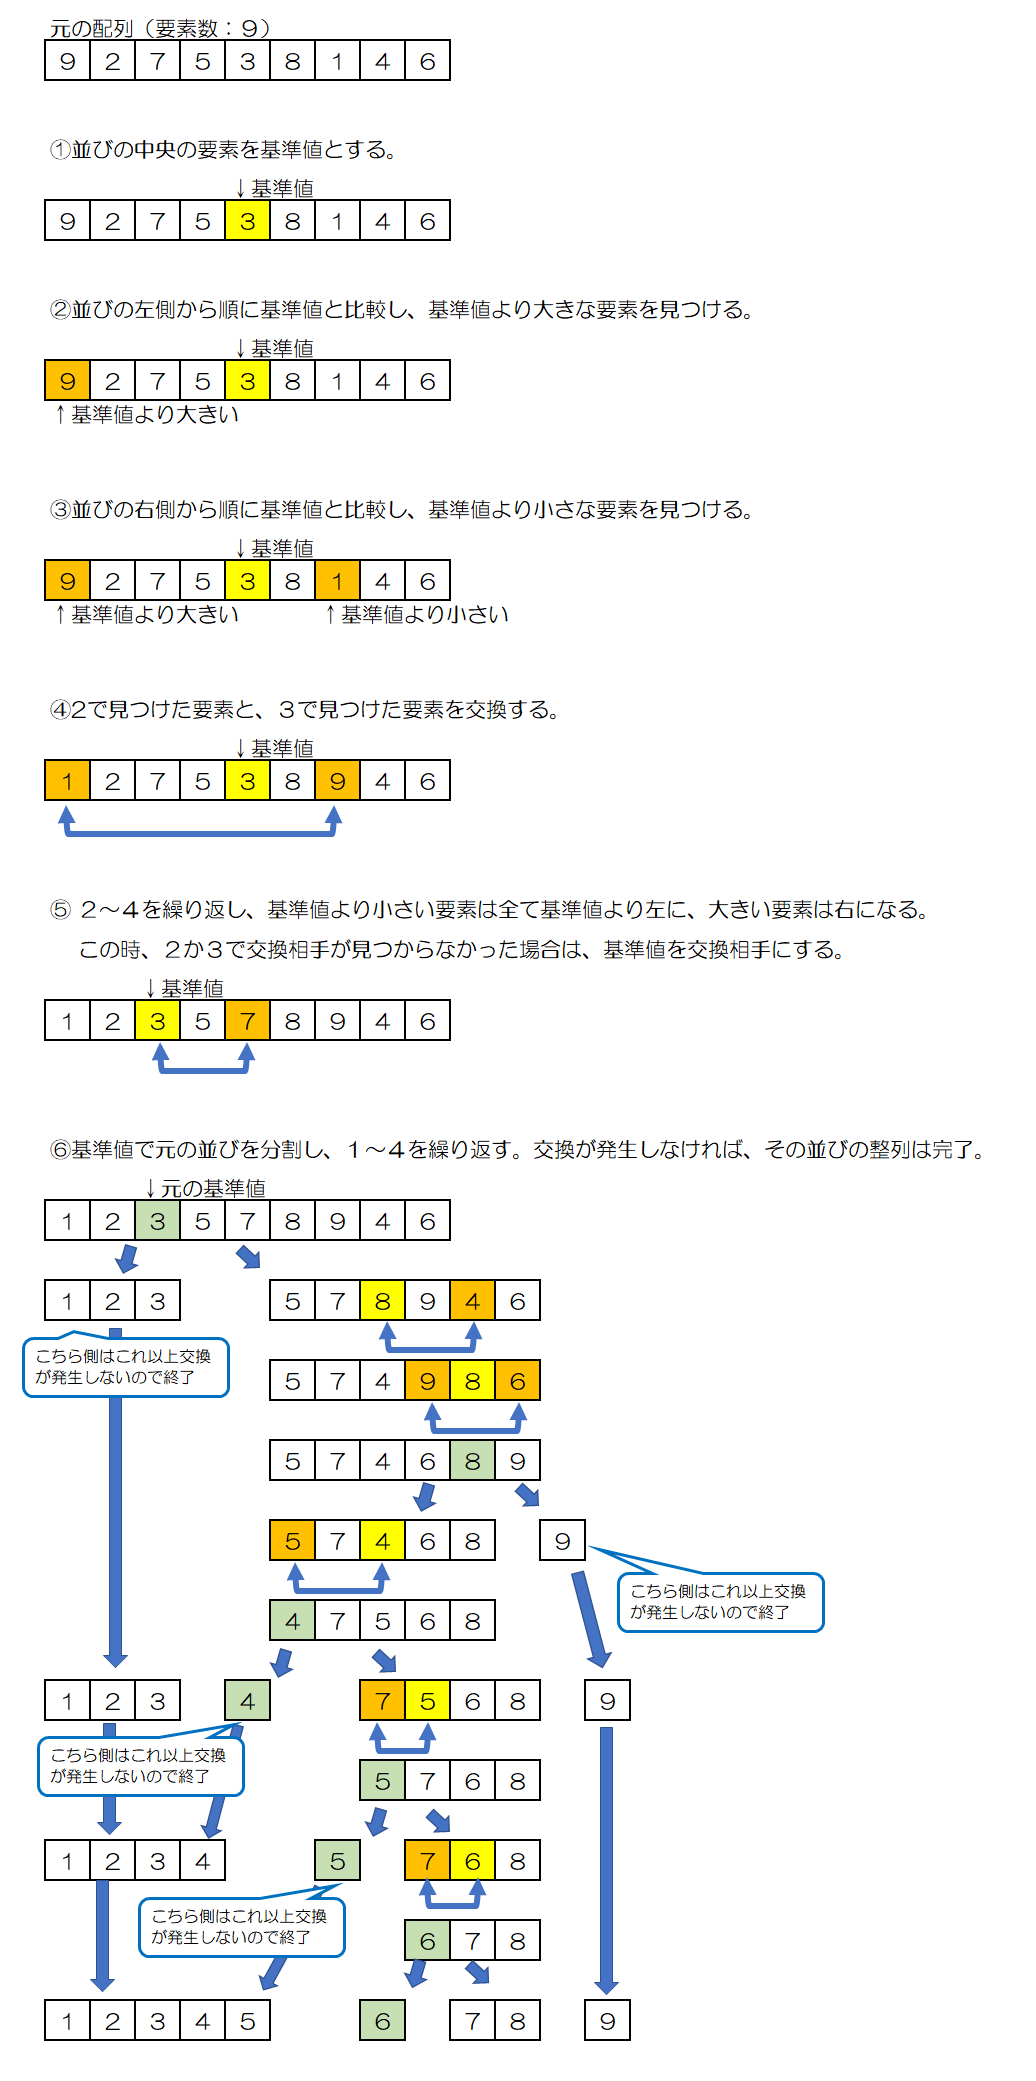 元の配列（要素数：９）
９ ２ ７ ５ ３ ８ １ ４ ６
①並びの中央の要素を基準値とする。
↓基準値
９ ２ ７ ５ ３ ８ １ ４ ６
②並びの左側から順に基準値と比較し、基準値より大きな要素を見つける。
↓基準値
９ ２ ７ ５ ３ ８ １ ４ ６
↑基準値より大きい
③並びの右側から順に基準値と比較し、基準値より小さな要素を見つける。
↓基準値
９ ２ ７ ５ ３ ８ １ ４ ６
↑基準値より大きい ↑基準値より小さい
④2で見つけた要素と、３で見つけた要素を交換する。
↓基準値
１ ２ ７ ５ ３ ８ ９ ４ ６
⑤ ２～４を繰り返し、基準値より小さい要素は全て基準値より左に、大きい要素は右になる。
この時、２か３で交換相手が見つからなかった場合は、基準値を交換相手にする。
↓基準値
１ ２ ３ ５ ７ ８ ９ ４ ６
⑥基準値で元の並びを分割し、１～４を繰り返す。交換が発生しなければ、その並びの整列は完了。
↓元の基準値
１ ２ ３ ５ ７ ８ ９ ４ ６
１ ２ ３ ５ ７ ８ ９ ４ ６
こちら側はこれ以上交換
が発生しないので終了
５ ７ ４ ９ ８ ６
５ ７ ４ ６ ８ ９
５ ７ ４ ６ ８ ９
こちら側はこれ以上交換
が発生しないので終了
４ ７ ５ ６ ８
１ ２ ３ ４ ７ ５ ６ ８ ９
こちら側はこれ以上交換
が発生しないので終了
５ ７ ６ ８
１ ２ ３ ４ ５ ７ ６ ８
こちら側はこれ以上交換
が発生しないので終了
６ ７ ８
１ ２ ３ ４ ５ ６ ７ ８ ９